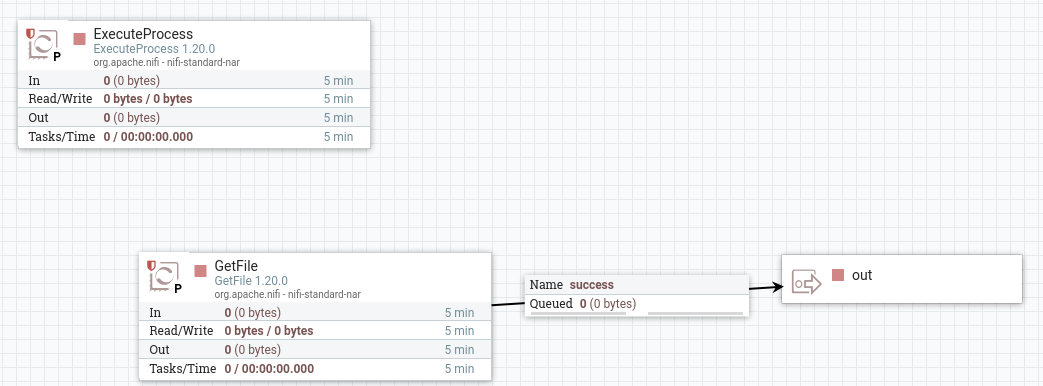 ExecuteProcess
ExecuteProcess 1.20.0
org.apache.nifi - nifi-standard-nar
P
In 0 (0 bytes) 5 min
Read/Write 0 bytes / 0 bytes 5 min
Out 0 (0 bytes) 5 min
Tasks/Time 0 / 00:00:00.000 5 min
GetFile
GetFile 1.20.0
org.apache.nifi - nifi-standard-nar
P
In 0 (0 bytes) 5 min
Read/Write 0 bytes / 0 bytes 5 min
Out 0 (0 bytes) 5 min
Tasks/Time 0 / 00:00:00.000 5 min
Name success
Queued 0 (0 bytes)
out